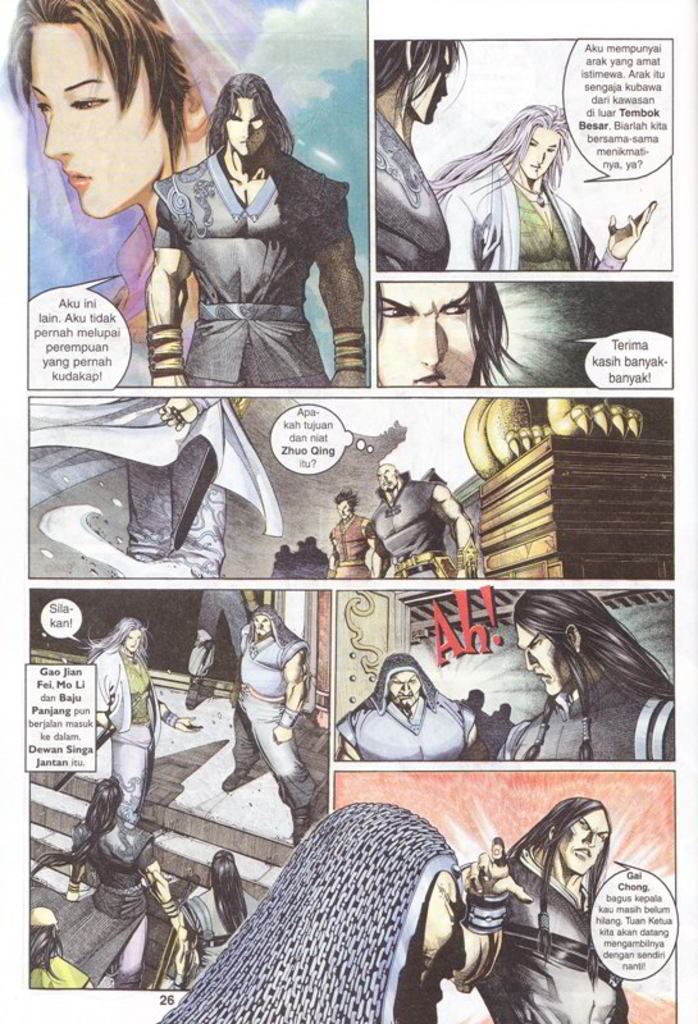 Aku ini
lain. Aku tidak
pernah melupai
perempuan
yang pernah
kudakap!
Aku mempunyai
arak yang amat
istimewa. Arak itu
sengaja kubawa
dari kawasan
di luar Tembok
Besar. Biarlah kita
bersama-sama
menikmati-
nya, ya?
Terima
kasih banyak-
banyak!
Apa-
kah tujuan
dan niat
Zhuo Qing
itu?
Sila-
kan!
Gao Jian
Fei, Mo Li
dan Baju
Panjang pun
berjalan masuk
ke dalam.
Dewan Singa
Jantan itu.
Ah!
Gai
Chong,
bagus kepala
kau masih belum
hilang. Tuan Ketua
kita akan datang
mengambilnya
dengan sendiri
nanti!
26